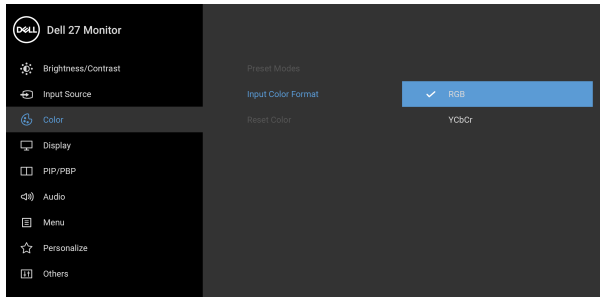 DELL
Dell 27 Monitor
Brightness/Contrast
Input Source
Color
Display
PIP/PBP
Audio
Menu
Personalize
Others
Preset Modes
Input Color Format
Reset Color
RGB
YCbCr